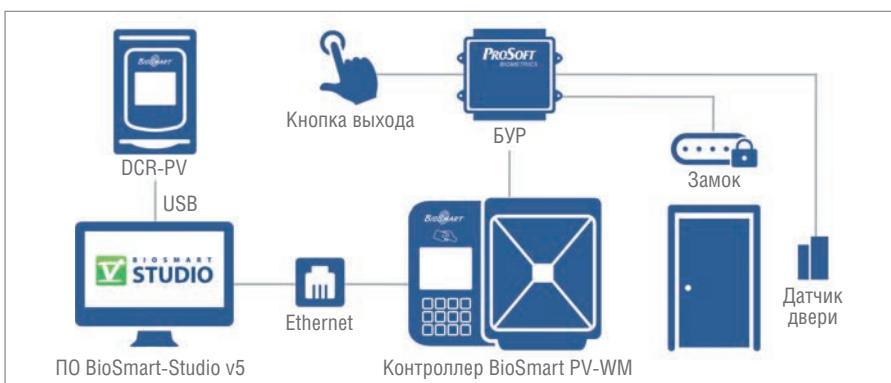 BIOSMART
DCR-PV
USB
BIOSMART
STUDIO
ПО BioSmart-Studio v5
Ethernet
Кнопка выхода
PROSOFT
BIOMETRICS
БУР
BIOSMART
Контроллер BioSmart PV-WM
Замок
Датчик
двери